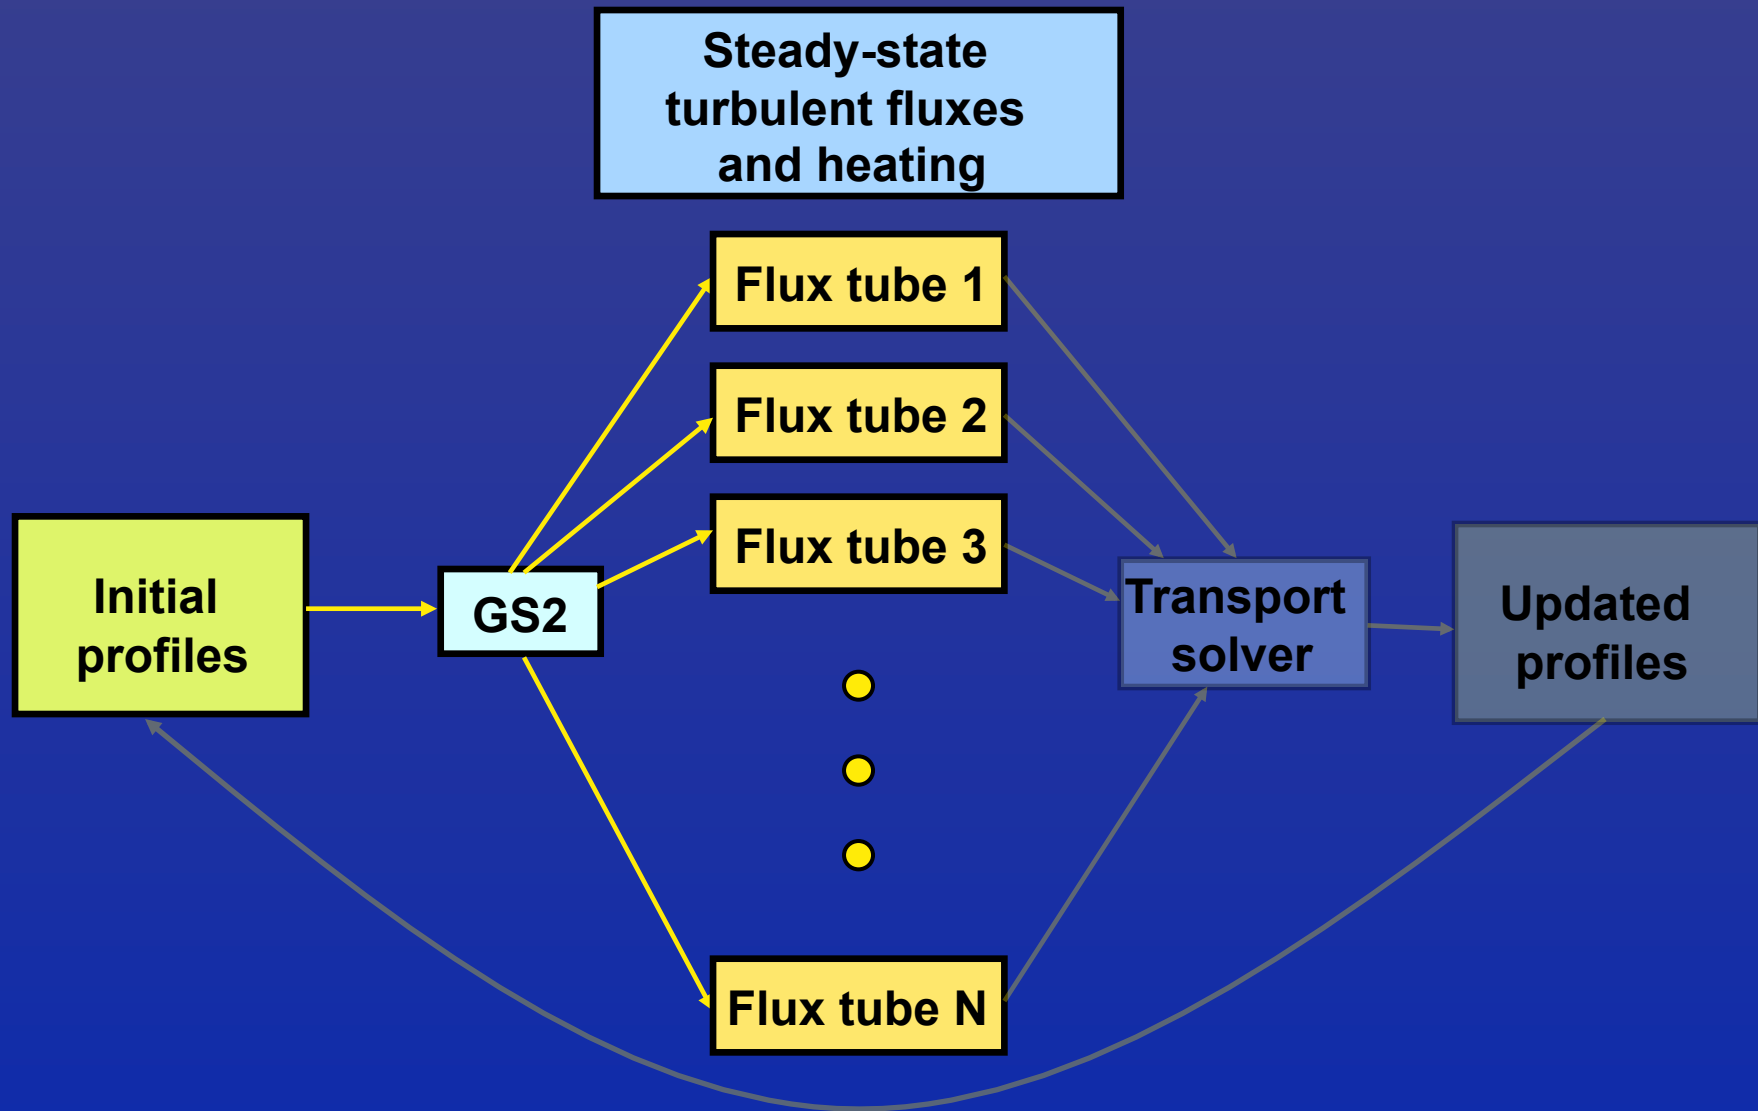 Steady-state
turbulent fluxes
and heating
Flux tube 1
Flux tube 2
Flux tube 3
Initial
profiles
GS2
Transport
solver
Updated
profiles
Flux tube N